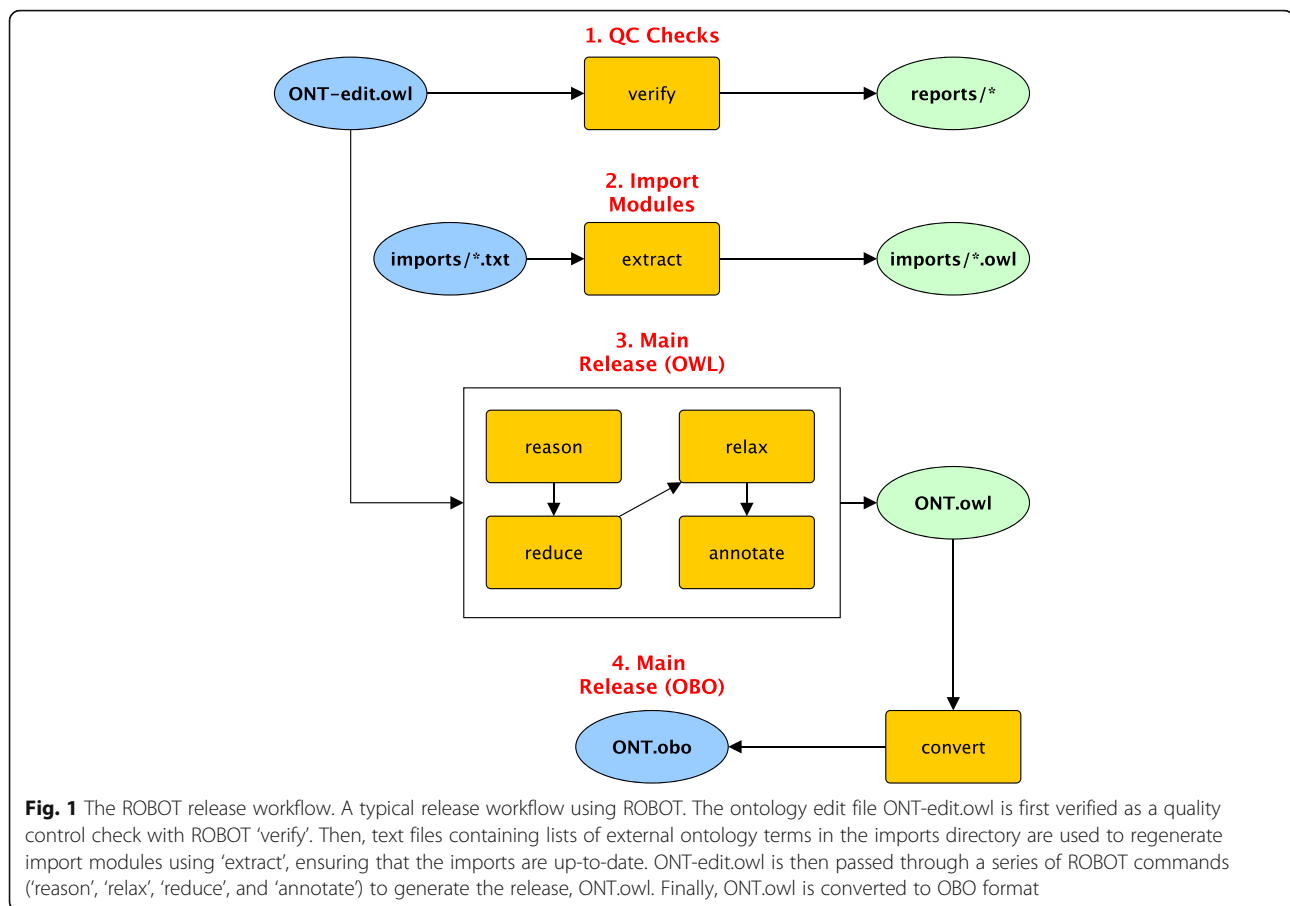 1. QC Checks
ONT-edit.owl
verify
reports/*
2. Import
Modules
imports/*.txt
extract
imports/*.owl
3. Main
Release (OWL)
reason
relax
reduce
annotate
ONT.owl
4. Main
Release (OBO)
ONT.obo
convert
Fig. 1 The ROBOT release workflow. A typical release workflow using ROBOT. The ontology edit file ONT-edit.owl is first verified as a quality
control check with ROBOT ‘verify’. Then, text files containing lists of external ontology terms in the imports directory are used to regenerate
import modules using ‘extract’, ensuring that the imports are up-to-date. ONT-edit.owl is then passed through a series of ROBOT commands
(‘reason’, ‘relax’, ‘reduce’, and ‘annotate’) to generate the release, ONT.owl. Finally, ONT.owl is converted to OBO format